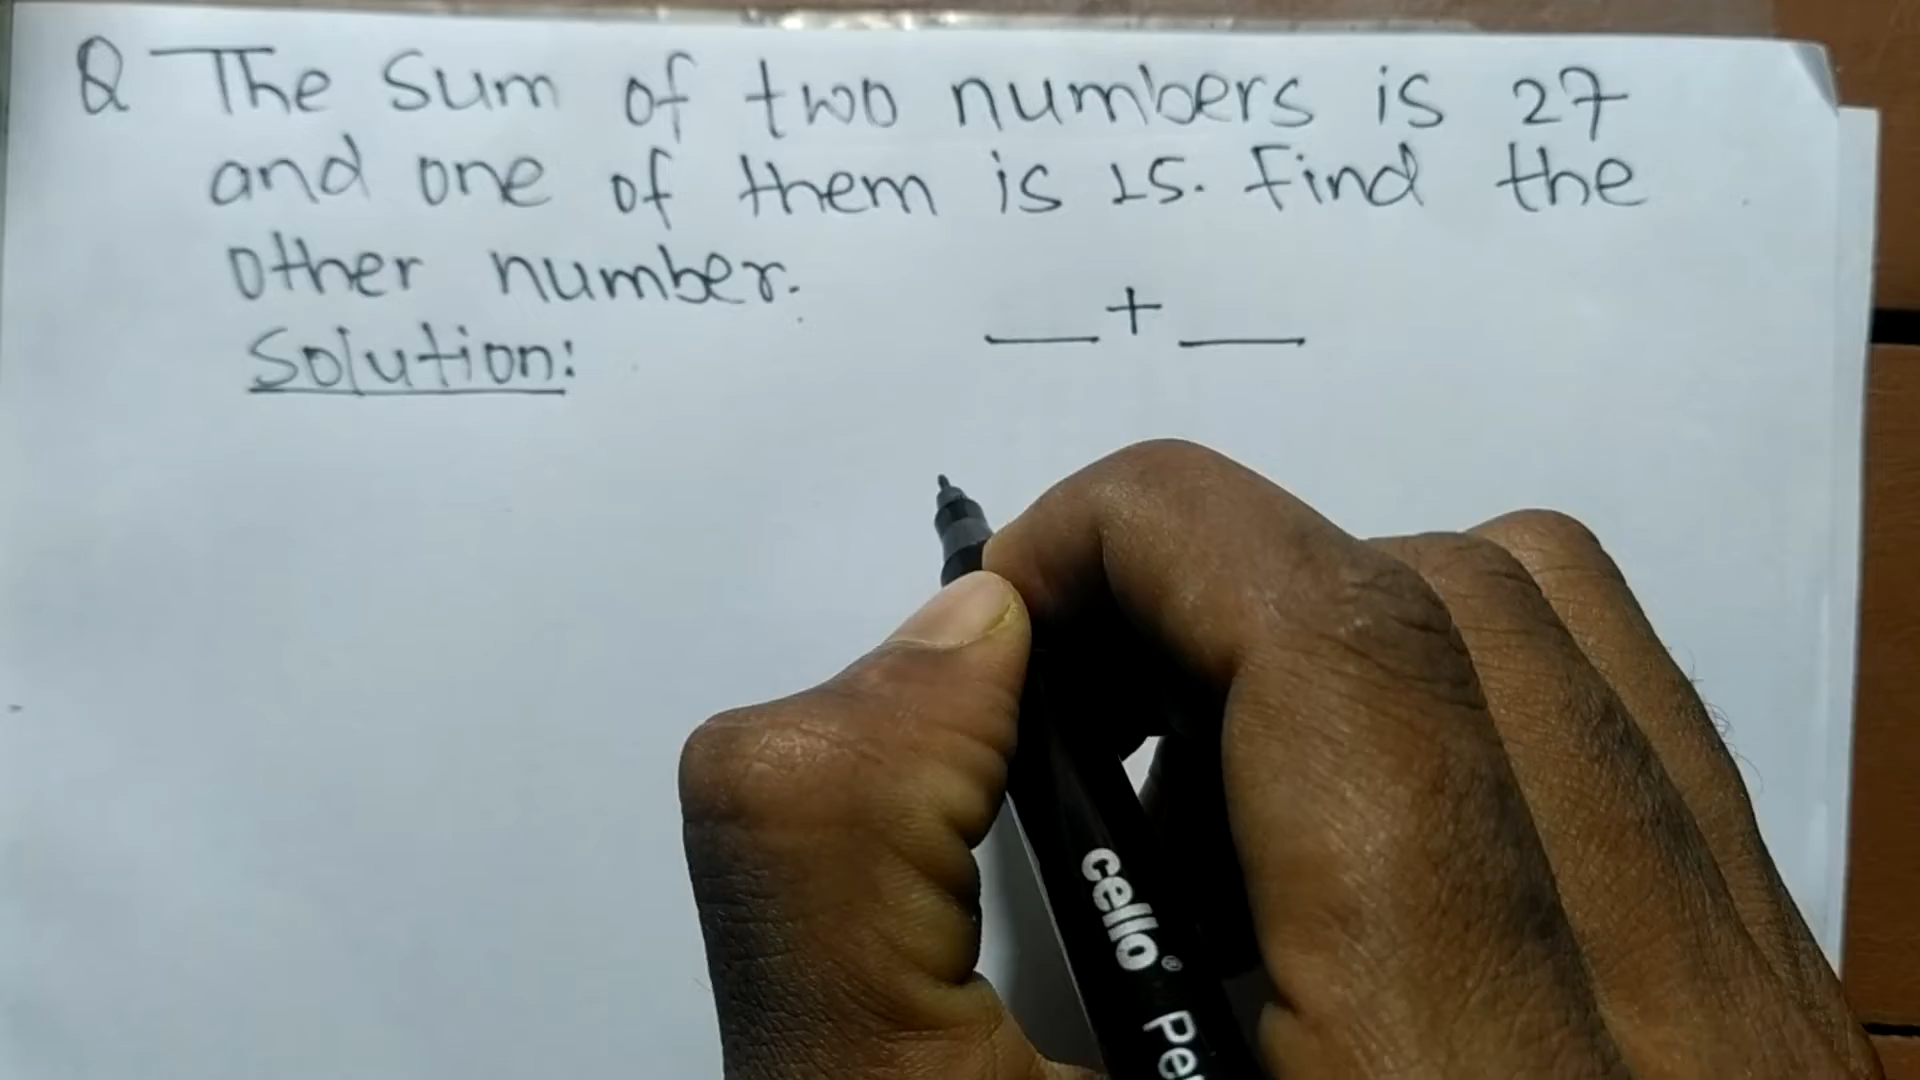 Q The Sum of two numbers is 27
and one of them is 15. Find the
other number.
__ + __
Solution:
cello® Pe